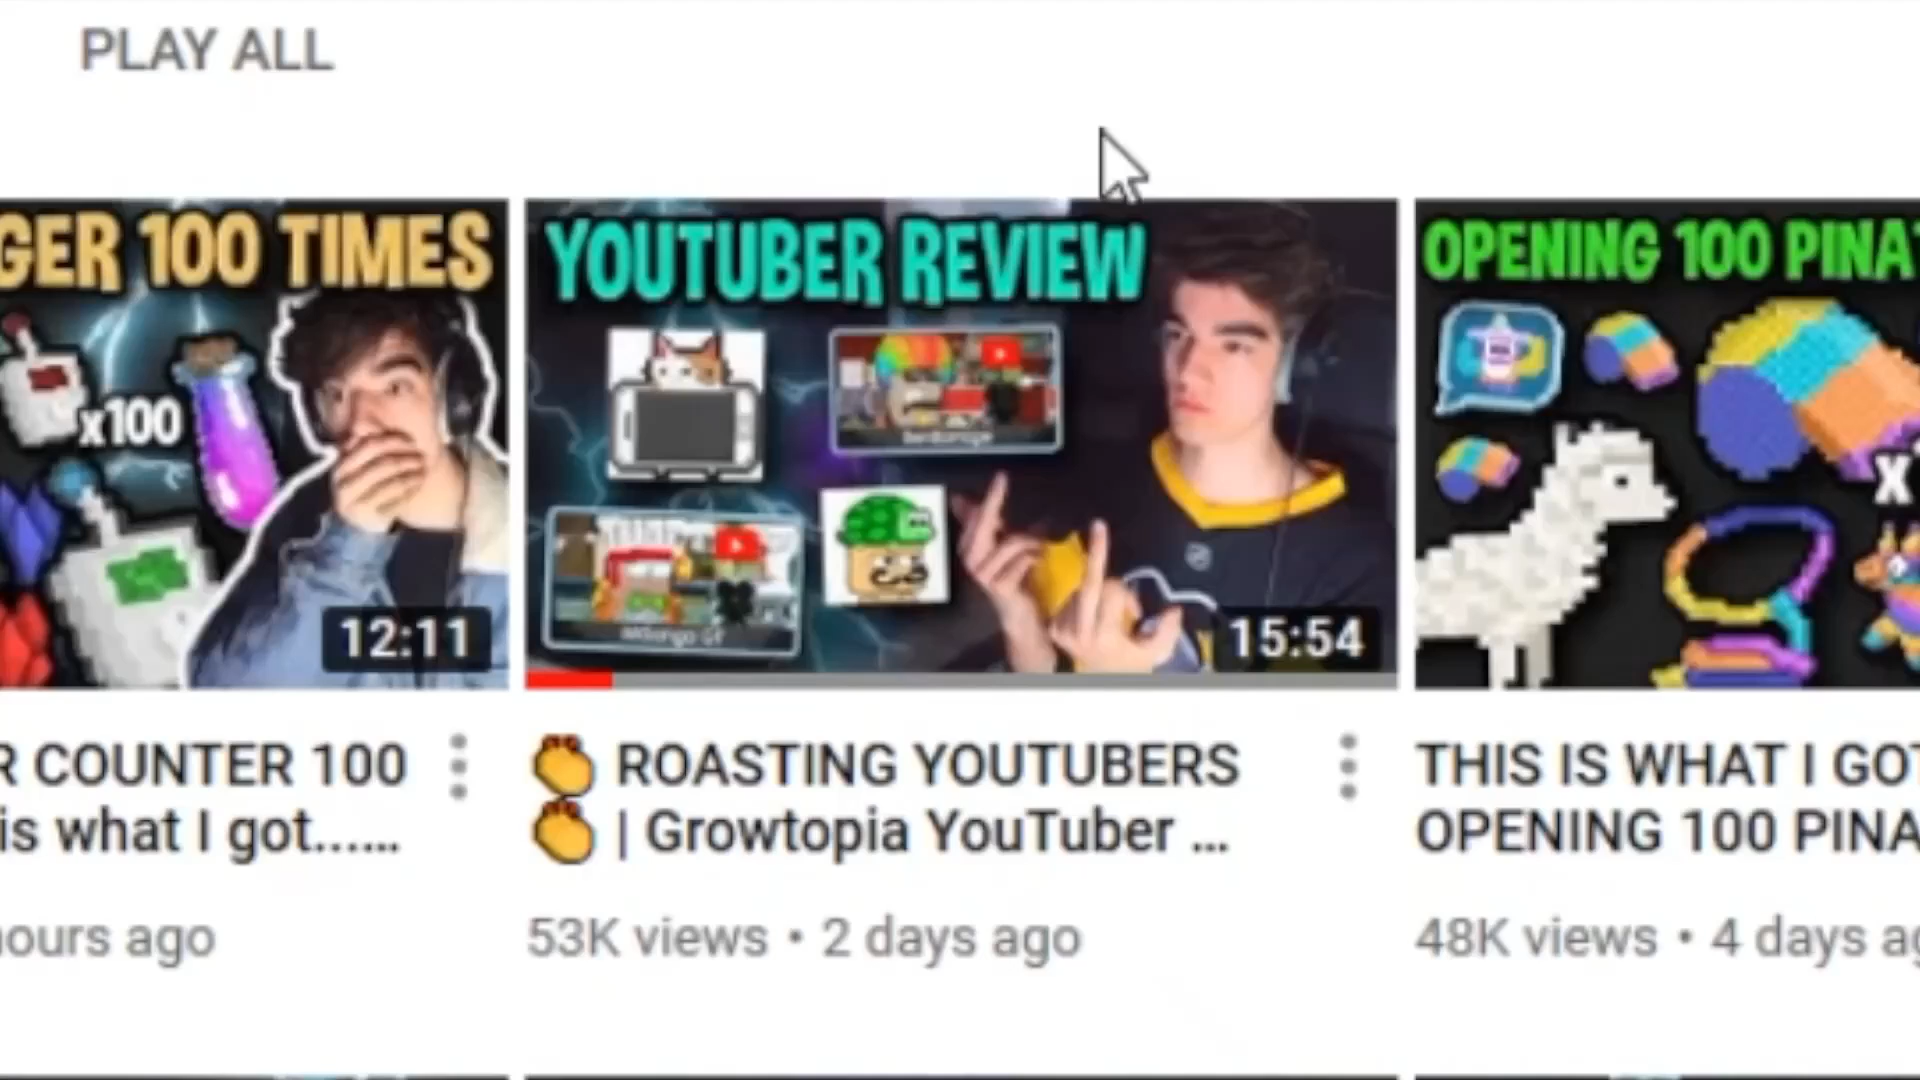 PLAY ALL
GER 100 TIMES
x100
12:11
YOUTUBER REVIEW
15:54
OPENING 100 PINAT
X
R COUNTER 100
is what I got......
ROASTING YOUTUBERS
| Growtopia YouTuber ...
THIS IS WHAT I GOT
OPENING 100 PINA
hours ago
53K views • 2 days ago
48K views • 4 days ag